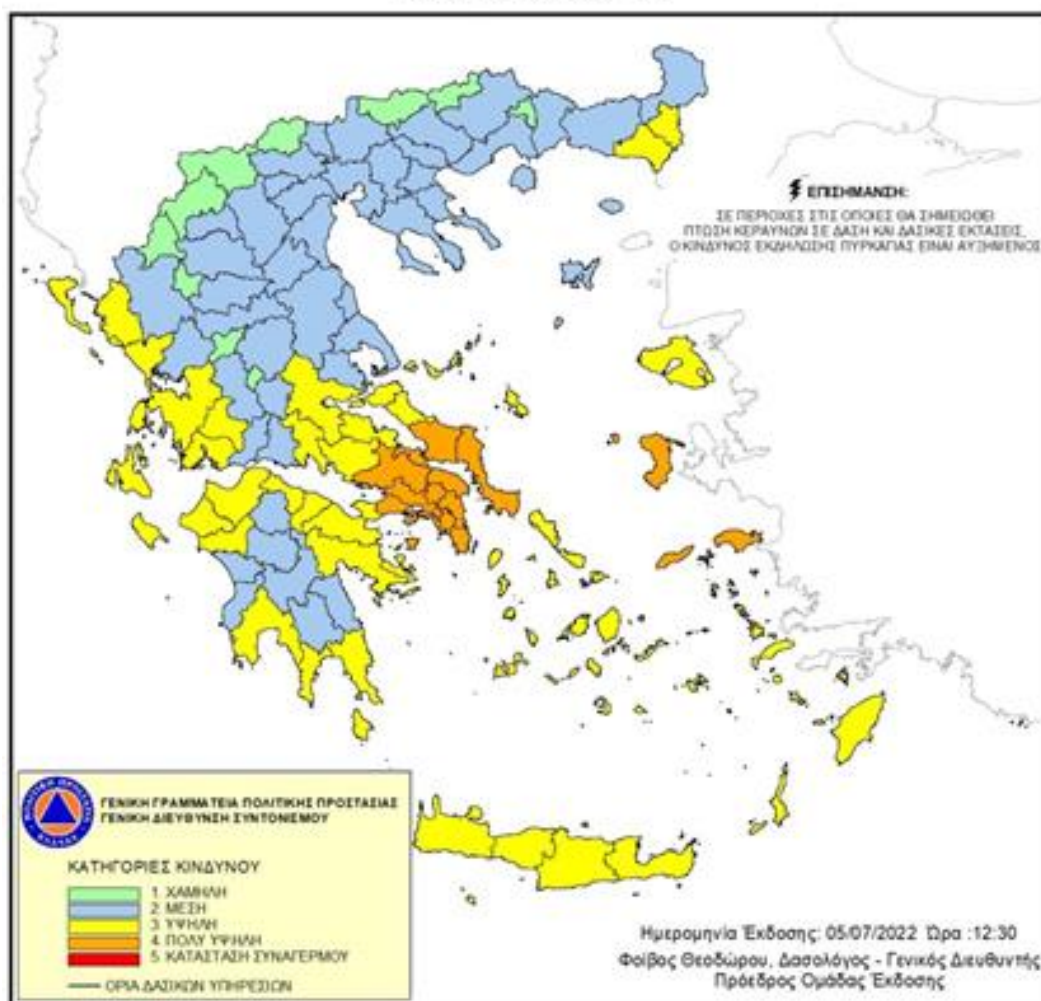 ⚡ ΕΠΙΣΗΜΑΝΣΗ:
ΣΕ ΠΕΡΙΟΧΕΣ ΣΤΙΣ ΟΠΟΙΕΣ ΘΑ ΣΗΜΕΙΩΘΕΙ
ΠΤΩΣΗ ΚΕΡΑΥΝΩΝ ΣΕ ΔΑΣΗ ΚΑΙ ΔΑΣΙΚΕΣ ΕΚΤΑΣΕΙΣ,
Ο ΚΙΝΔΥΝΟΣ ΕΚΔΗΛΩΣΗΣ ΠΥΡΚΑΓΙΑΣ ΕΙΝΑΙ ΑΥΞΗΜΕΝΟΣ
ΓΕΝΙΚΗ ΓΡΑΜΜΑΤΕΙΑ ΠΟΛΙΤΙΚΗΣ ΠΡΟΣΤΑΣΙΑΣ
ΓΕΝΙΚΗ ΔΙΕΥΘΥΝΣΗ ΣΥΝΤΟΝΙΣΜΟΥ
ΚΑΤΗΓΟΡΙΕΣ ΚΙΝΔΥΝΟΥ
1. ΧΑΜΗΛΗ
2. ΜΕΣΗ
3. ΥΨΗΛΗ
4. ΠΟΛΥ ΥΨΗΛΗ
5. ΚΑΤΑΣΤΑΣΗ ΣΥΝΑΓΕΡΜΟΥ
ΟΡΙΑ ΔΑΣΙΚΩΝ ΥΠΗΡΕΣΙΩΝ
Ημερομηνία Έκδοσης: 05/07/2022 Ώρα :12:30
Φοίβος Θεοδώρου, Δασολόγος - Γενικός Διευθυντής
Πρόεδρος Ομάδας Έκδοσης